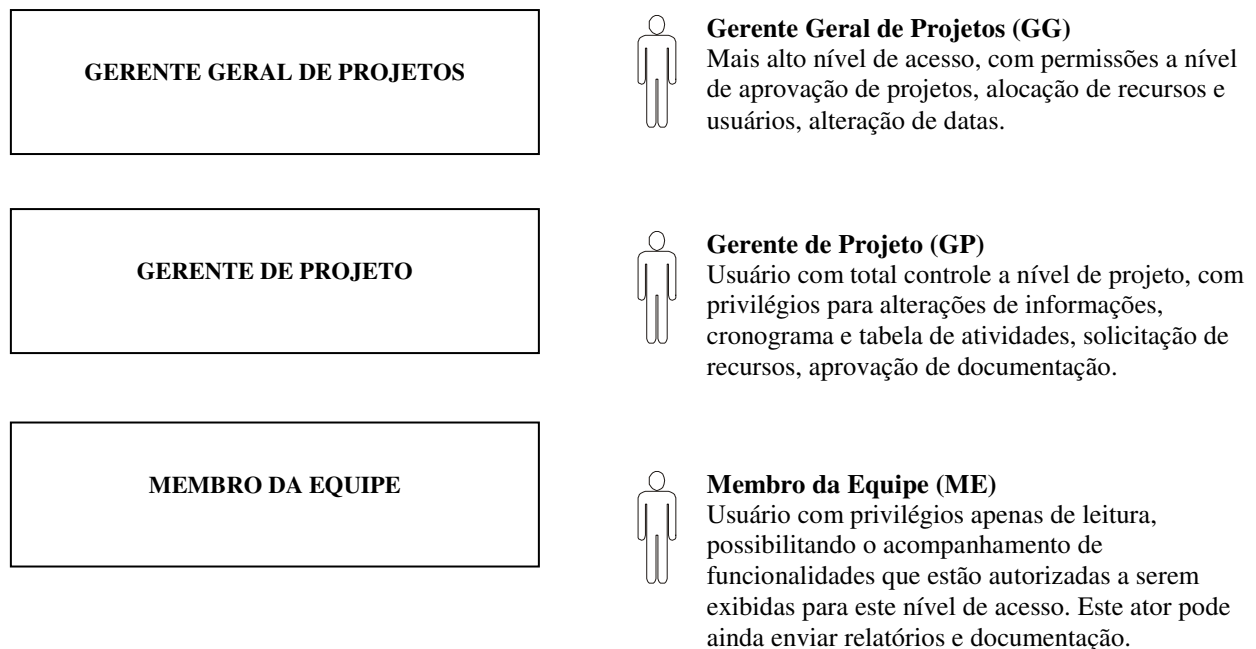 GERENTE GERAL DE PROJETOS
Gerente Geral de Projetos (GG)
Mais alto nível de acesso, com permissões a nível
de aprovação de projetos, alocação de recursos e
usuários, alteração de datas.
GERENTE DE PROJETO
Gerente de Projeto (GP)
Usuário com total controle a nível de projeto, com
privilégios para alterações de informações,
cronograma e tabela de atividades, solicitação de
recursos, aprovação de documentação.
MEMBRO DA EQUIPE
Membro da Equipe (ME)
Usuário com privilégios apenas de leitura,
possibilitando o acompanhamento de
funcionalidades que estão autorizadas a serem
exibidas para este nível de acesso. Este ator pode
ainda enviar relatórios e documentação.